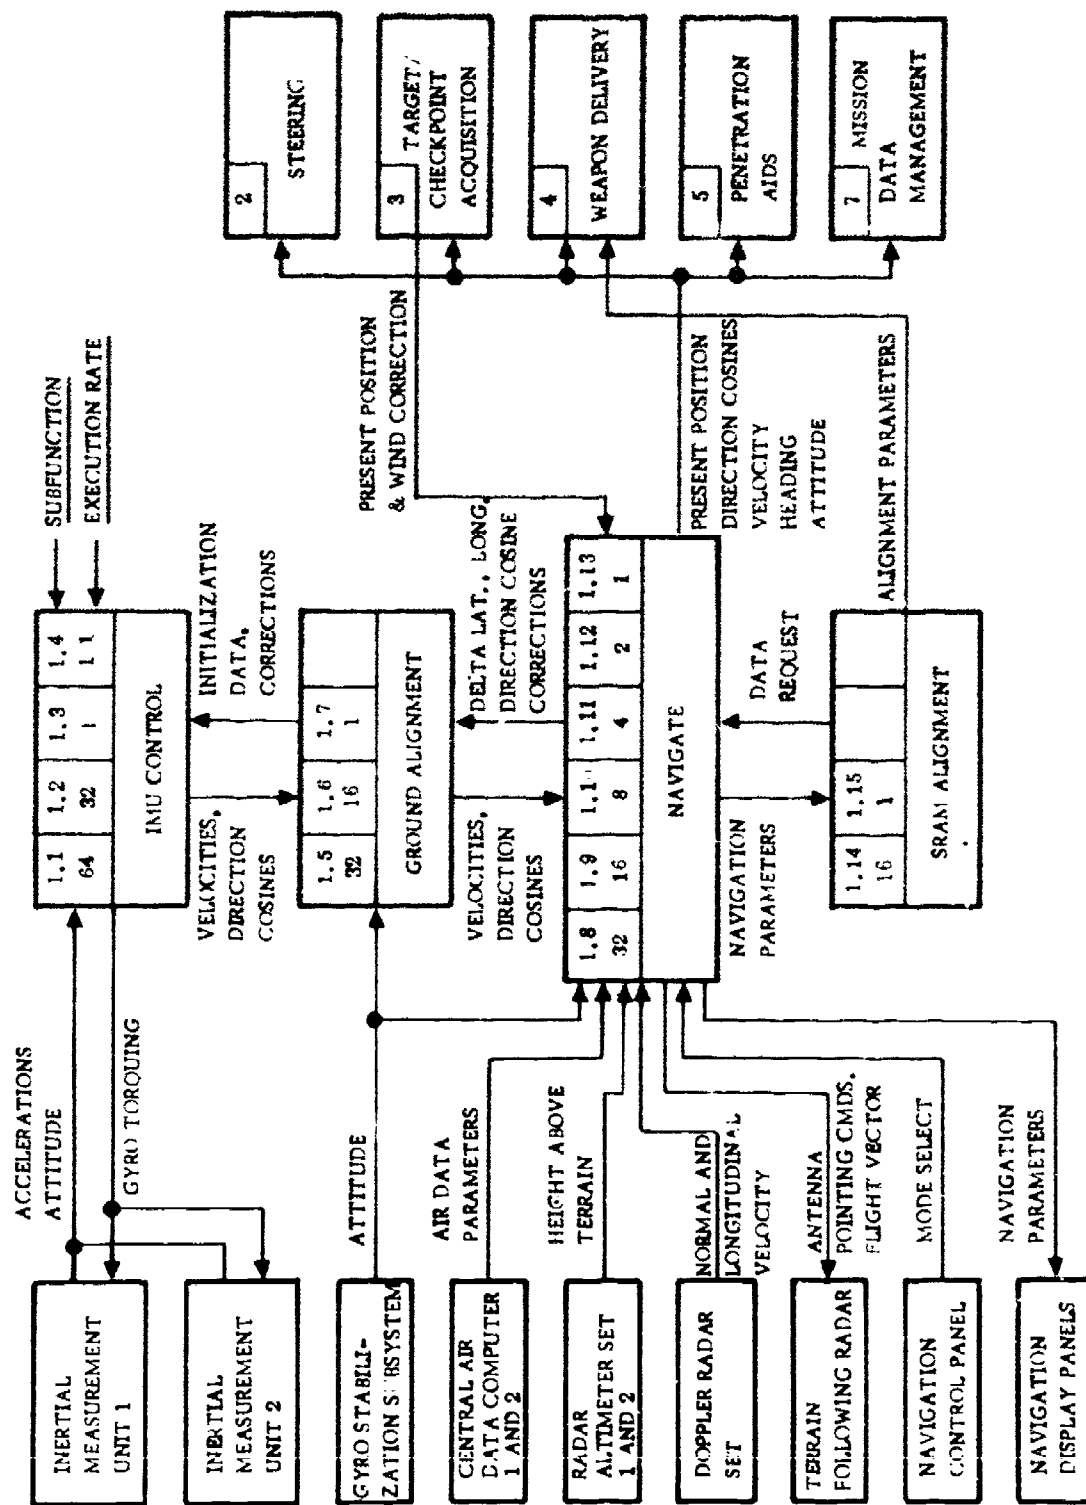 INERTIAL
MEASUREMENT
UNIT 1
INERTIAL
MEASUREMENT
UNIT 2
GYRO STABILI-
ZATION SUBSYSTEM
CENTRAL AIR
DATA COMPUTER
1 AND 2
RADAR
ALTIMETER SET
1 AND 2
DOPPLER RADAR
SET
TERRAIN
FOLLOWING RADAR
NAVIGATION
CONTROL PANEL
NAVIGATION
DISPLAY PANELS
ACCELERATIONS
ATTITUDE
GYRO TORQUING
ATTITUDE
AIR DATA
PARAMETERS
HEIGHT ABOVE
TERRAIN
NORMAL AND
LONGITUDINAL
VELOCITY
ANTENNA
POINTING CMDS.
FLIGHT VECTOR
MODE SELECT
NAVIGATION
PARAMETERS
SUBFUNCTION
EXECUTION RATE
1.1 1.2 1.3 1.4
64 32 1 1
IMU CONTROL
VELOCITIES,
DIRECTION
COSINES
INITIALIZATION
DATA,
CORRECTIONS
1.5 1.6 1.7
32 16 1
GROUND ALIGNMENT
VELOCITIES,
DIRECTION
COSINES
DELTA LAT., LONG,
DIRECTION COSINE
CORRECTIONS
1.8 1.9 1.11 1.12 1.13
32 16 8 4 2 1
NAVIGATE
NAVIGATION
PARAMETERS
DATA
REQUEST
1.14 1.15
16 1
SRAM ALIGNMENT
PRESENT POSITION
& WIND CORRECTION
PRESENT POSITION
DIRECTION COSINES
VELOCITY
HEADING
ATTITUDE
ALIGNMENT PARAMETERS
2
STEERING
3 TARGET/
CHECKPOINT
ACQUISITION
4
WEAPON DELIVERY
5
PENETRATION
AIDS
7 MISSION
DATA
MANAGEMENT